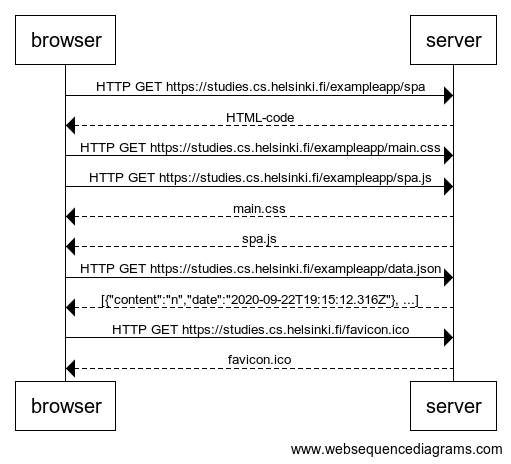 browser server
HTTP GET https://studies.cs.helsinki.fi/exampleapp/spa
HTML-code
HTTP GET https://studies.cs.helsinki.fi/exampleapp/main.css
HTTP GET https://studies.cs.helsinki.fi/exampleapp/spa.js
main.css
spa.js
HTTP GET https://studies.cs.helsinki.fi/exampleapp/data.json
[{"content":"n","date":"2020-09-22T19:15:12.316Z"}, ...]
HTTP GET https://studies.cs.helsinki.fi/favicon.ico
favicon.ico
browser server
www.websequencediagrams.com